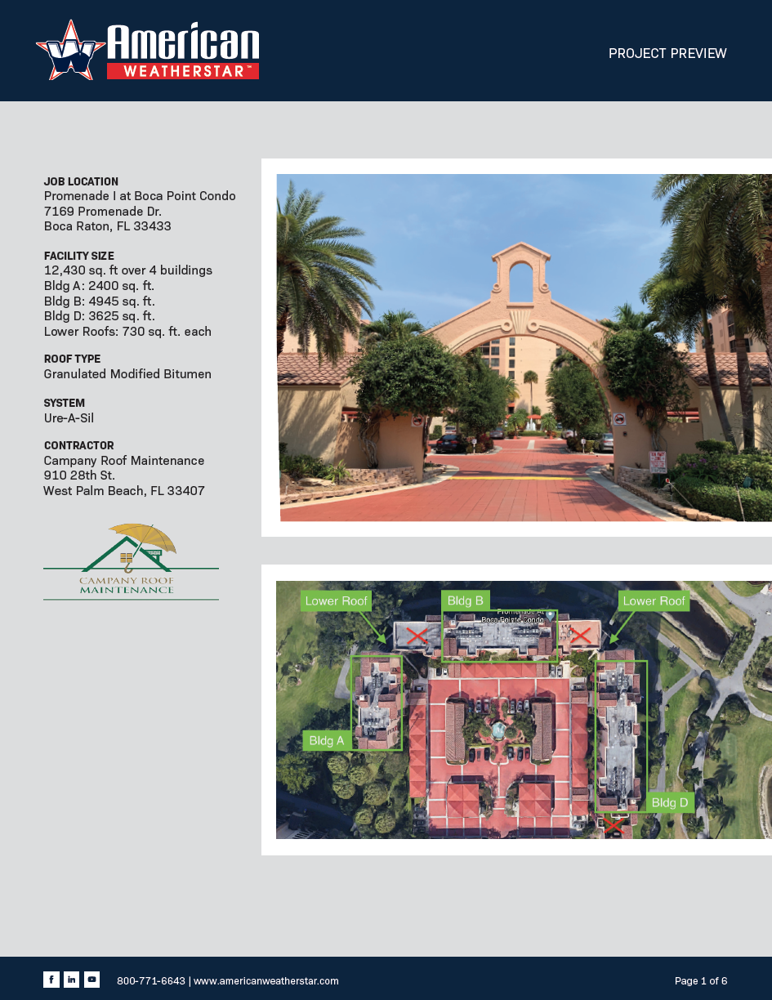 American
WEATHERSTAR™
PROJECT PREVIEW
JOB LOCATION
Promenade I at Boca Point Condo
7169 Promenade Dr.
Boca Raton, FL 33433
FACILITY SIZE
12,430 sq. ft over 4 buildings
Bldg A: 2400 sq. ft.
Bldg B: 4945 sq. ft.
Bldg D: 3625 sq. ft.
Lower Roofs: 730 sq. ft. each
ROOF TYPE
Granulated Modified Bitumen
SYSTEM
Ure-A-Sil
CONTRACTOR
Campany Roof Maintenance
910 28th St.
West Palm Beach, FL 33407
CAMPANY ROOF
MAINTENANCE
Lower Roof
Bldg B
Lower Roof
Promenade At
Boca Pointe Condo
Bldg A
Bldg D
800-771-6643 | www.americanweatherstar.com
Page 1 of 6